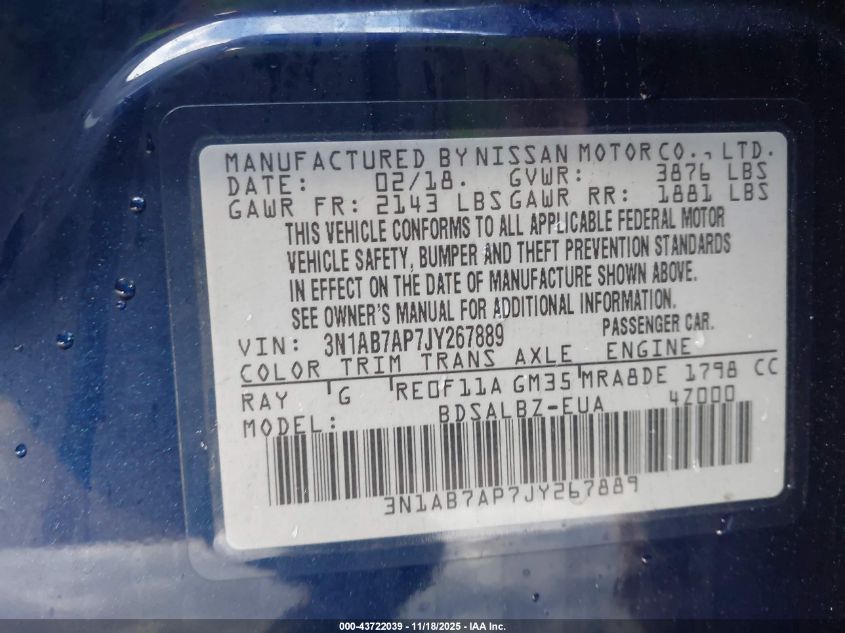 MANUFACTURED BY NISSAN MOTOR CO., LTD.
DATE: 02/18. GVWR: 3876 LBS
GAWR FR: 2143 LBS GAWR RR: 1881 LBS
THIS VEHICLE CONFORMS TO ALL APPLICABLE FEDERAL MOTOR
VEHICLE SAFETY, BUMPER AND THEFT PREVENTION STANDARDS
IN EFFECT ON THE DATE OF MANUFACTURE SHOWN ABOVE.
SEE OWNER'S MANUAL FOR ADDITIONAL INFORMATION.
VIN: 3N1AB7AP7JY267889 PASSENGER CAR.
COLOR TRIM TRANS AXLE ENGINE
RAY G RE0F11A GM35 MRA8DE 1798 CC
MODEL: BDSALBZ-EUA 47000
3N1AB7AP7JY267889
000-43722039 - 11/18/2025 - IAA Inc.